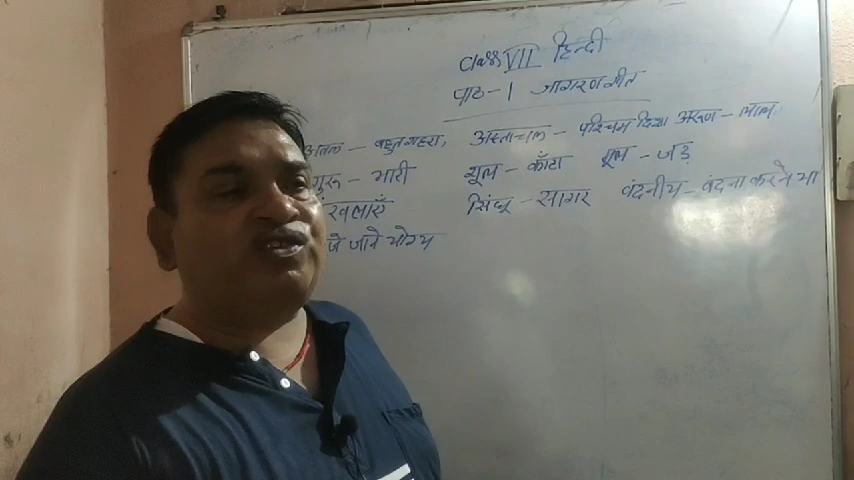 Class VII हिन्दी
पाठ-1 जागरण गीत
अतल - बहुत गहरा, अस्ताचल - पश्चिम दिशा अरूण - लाल
गुरू - भारी शूल - काँटा मूल - जड़
सिंधू - सागर वंदनीय - वंदना करने या
जाने योग्य